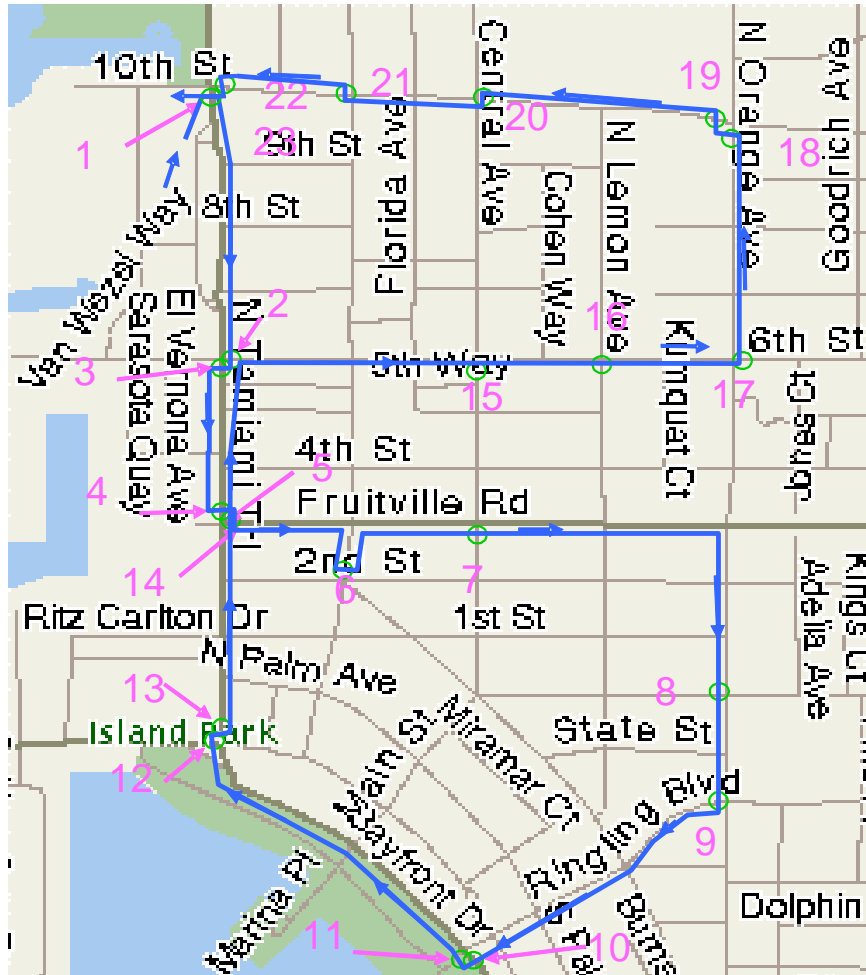 10th St
Central Ave
N Orange Ave
Goodrich Ave
19
21
22
20
18
1
23
9th St
N Lemon Ave
Cohen Way
Florida Ave
8th St
Van Wezel Way
2
16
6th St
3
5th Way
15
17
N Tamiami Trl
El Vernona Ave
Sarasota Quay
Kumquat Ct
4th St
5
4
Fruitville Rd
14
2nd St
6
7
Adelia Ave
Kings Ct
Ritz Carlton Dr
1st St
N Palm Ave
13
8
Island Park
Main St
Miramar Ct
State St
12
Ringling Blvd
9
Bayfront Dr
Marina Pl
Dolphin
11
10